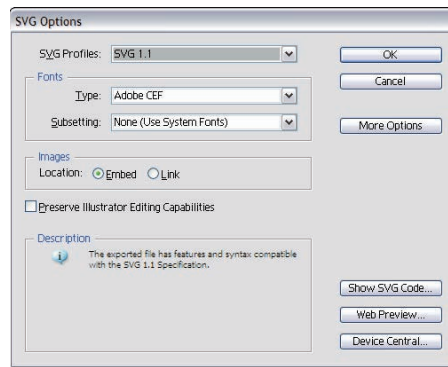 SVG Options
SVG Profiles: SVG 1.1
OK
Fonts
Cancel
Type: Adobe CEF
Subsetting: None (Use System Fonts)
More Options
Images
Location: Embed Link
Preserve Illustrator Editing Capabilities
Description
The exported file has features and syntax compatible
with the SVG 1.1 Specification.
Show SVG Code...
Web Preview...
Device Central...